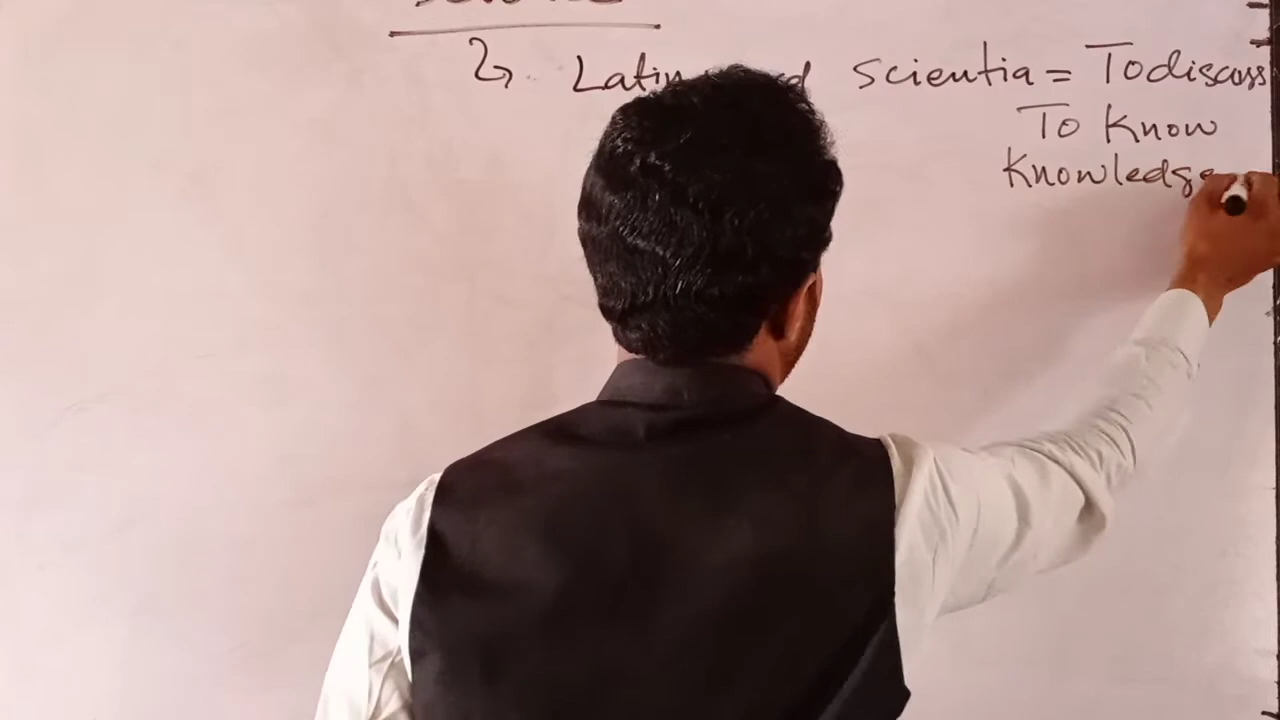 Latin scientia = To discuss
To Know
Knowledge